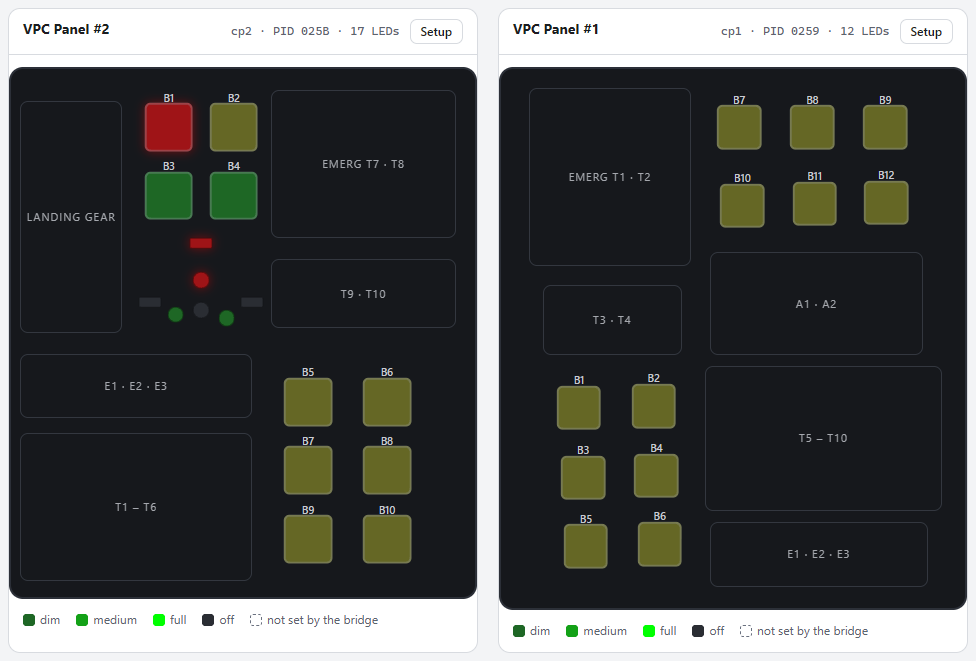 VPC Panel #2
cp2 · PID 025B · 17 LEDs
Setup
B1
B2
B3
B4
LANDING GEAR
EMERG T7 · T8
T9 · T10
E1 · E2 · E3
T1 – T6
B5
B6
B7
B8
B9
B10
dim
medium
full
off
not set by the bridge
VPC Panel #1
cp1 · PID 0259 · 12 LEDs
Setup
EMERG T1 · T2
B7
B8
B9
B10
B11
B12
T3 · T4
A1 · A2
B1
B2
B3
B4
B5
B6
T5 – T10
E1 · E2 · E3
dim
medium
full
off
not set by the bridge